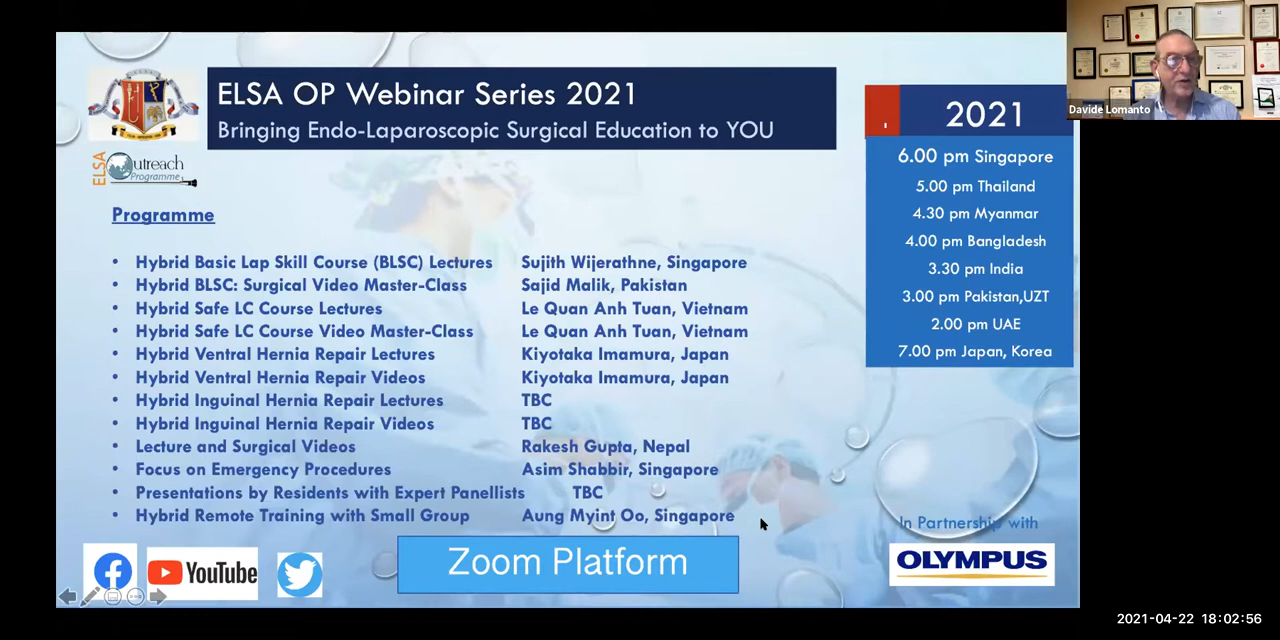 ELSA OP Webinar Series 2021
Bringing Endo-Laparoscopic Surgical Education to YOU
ELSA Outreach
Programme
2021
6.00 pm Singapore
5.00 pm Thailand
4.30 pm Myanmar
4.00 pm Bangladesh
3.30 pm India
3.00 pm Pakistan,UZT
2.00 pm UAE
7.00 pm Japan, Korea
Davide Lomanto
Programme
• Hybrid Basic Lap Skill Course (BLSC) Lectures Sujith Wijerathne, Singapore
• Hybrid BLSC: Surgical Video Master-Class Sajid Malik, Pakistan
• Hybrid Safe LC Course Lectures Le Quan Anh Tuan, Vietnam
• Hybrid Safe LC Course Video Master-Class Le Quan Anh Tuan, Vietnam
• Hybrid Ventral Hernia Repair Lectures Kiyotaka Imamura, Japan
• Hybrid Ventral Hernia Repair Videos Kiyotaka Imamura, Japan
• Hybrid Inguinal Hernia Repair Lectures TBC
• Hybrid Inguinal Hernia Repair Videos TBC
• Lecture and Surgical Videos Rakesh Gupta, Nepal
• Focus on Emergency Procedures Asim Shabbir, Singapore
• Presentations by Residents with Expert Panellists TBC
• Hybrid Remote Training with Small Group Aung Myint Oo, Singapore
In Partnership with
OLYMPUS
YouTube
Zoom Platform
2021-04-22 18:02:56